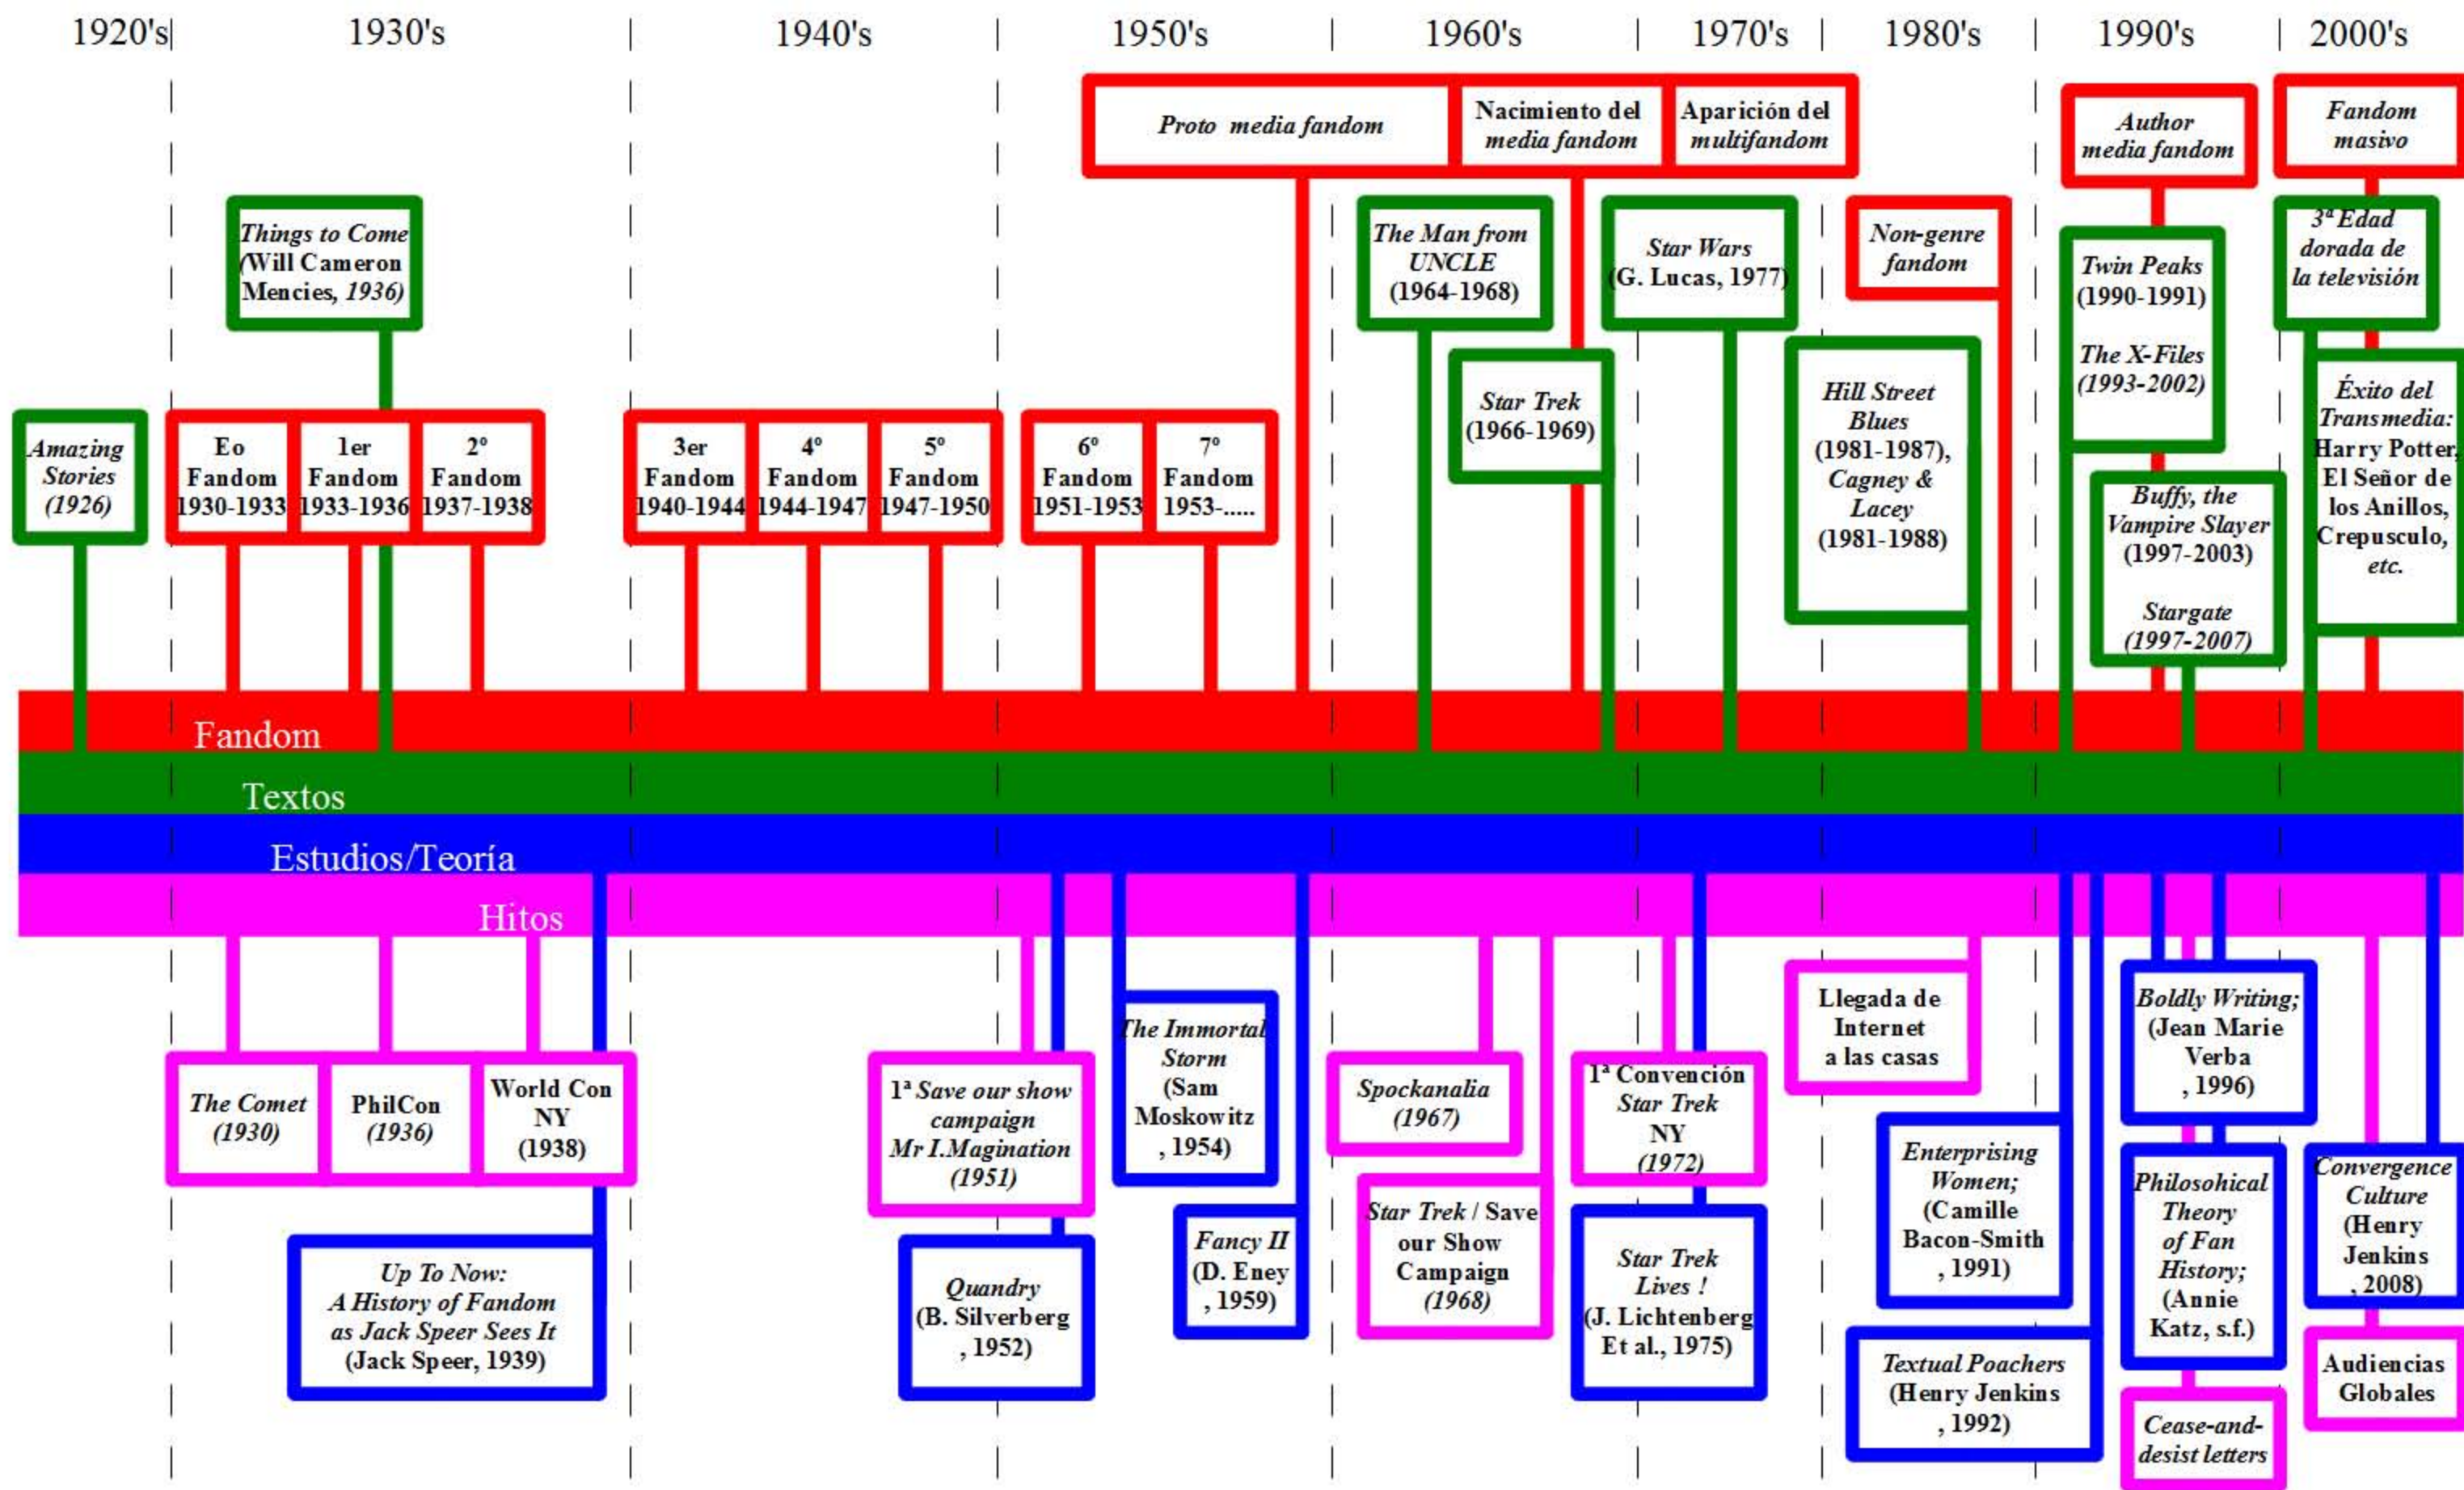 1920's
1930's
1940's
1950's
1960's
1970's
1980's
1990's
2000's
Proto media fandom
Nacimiento del
media fandom
Aparición del
multifandom
Author
media fandom
Fandom
masivo
Things to Come
(Will Cameron
Mencies, 1936)
The Man from
UNCLE
(1964-1968)
Star Wars
(G. Lucas, 1977)
Non-genre
fandom
Twin Peaks
(1990-1991)
The X-Files
(1993-2002)
3ª Edad
dorada de
la televisión
Star Trek
(1966-1969)
Hill Street
Blues
(1981-1987),
Cagney &
Lacey
(1981-1988)
Éxito del
Transmedia:
Harry Potter,
El Señor de
los Anillos,
Crepusculo,
etc.
Amazing
Stories
(1926)
Eo
Fandom
1930-1933
1er
Fandom
1933-1936
2º
Fandom
1937-1938
3er
Fandom
1940-1944
4º
Fandom
1944-1947
5º
Fandom
1947-1950
6º
Fandom
1951-1953
7º
Fandom
1953-.....
Buffy, the
Vampire Slayer
(1997-2003)
Stargate
(1997-2007)
Fandom
Textos
Estudios/Teoría
Hitos
The Comet
(1930)
PhilCon
(1936)
World Con
NY
(1938)
Up To Now:
A History of Fandom
as Jack Speer Sees It
(Jack Speer, 1939)
1ª Save our show
campaign
Mr I.Magination
(1951)
Quandry
(B. Silverberg
, 1952)
The Immortal
Storm
(Sam
Moskowitz
, 1954)
Fancy II
(D. Eney
, 1959)
Spockanalia
(1967)
Star Trek / Save
our Show
Campaign
(1968)
1ª Convención
Star Trek
NY
(1972)
Star Trek
Lives !
(J. Lichtenberg
Et al., 1975)
Llegada de
Internet
a las casas
Enterprising
Women;
(Camille
Bacon-Smith
, 1991)
Textual Poachers
(Henry Jenkins
, 1992)
Boldly Writing;
(Jean Marie
Verba
, 1996)
Philosohical
Theory
of Fan
History;
(Annie
Katz, s.f.)
Cease-and-
desist letters
Convergence
Culture
(Henry
Jenkins
, 2008)
Audiencias
Globales